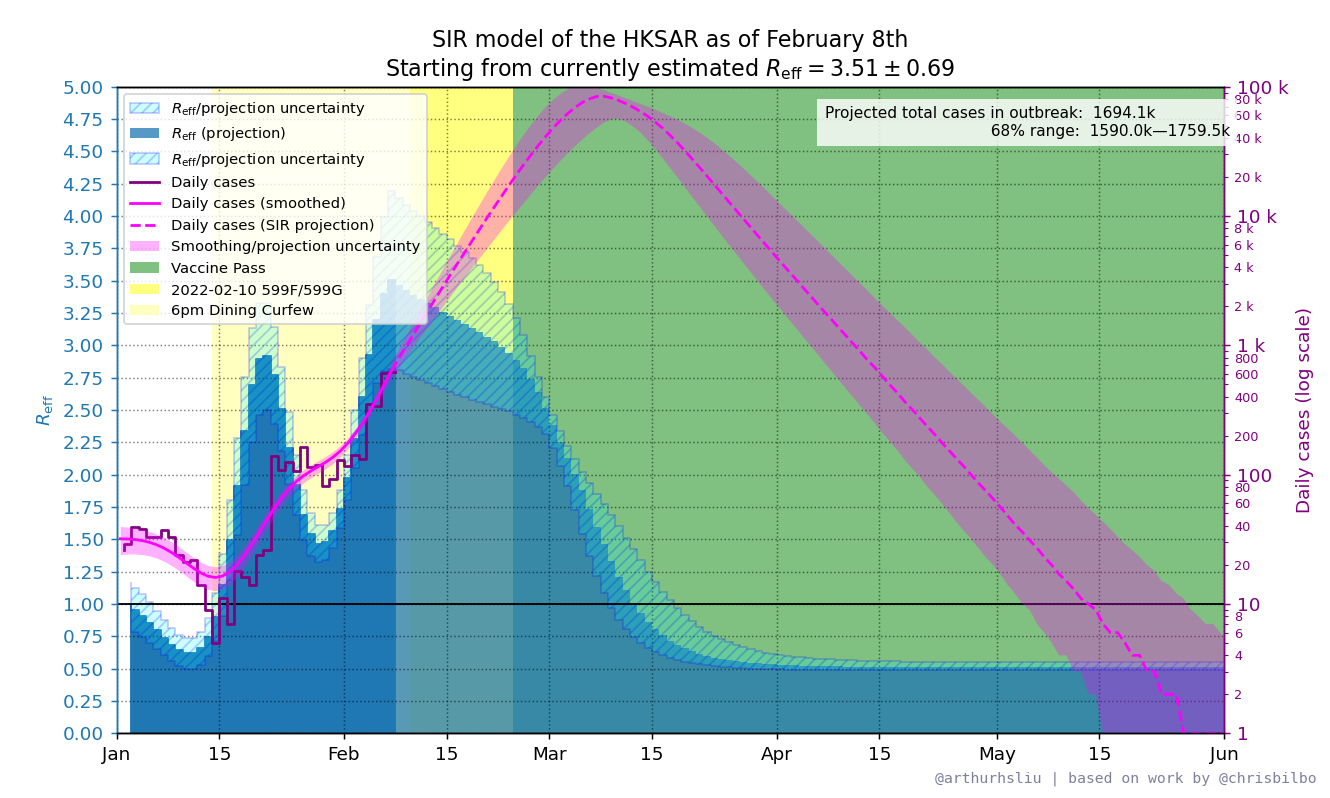 SIR model of the HKSAR as of February 8th
Starting from currently estimated R_eff = 3.51 ± 0.69
R_eff/projection uncertainty
R_eff (projection)
R_eff/projection uncertainty
Daily cases
Daily cases (smoothed)
Daily cases (SIR projection)
Smoothing/projection uncertainty
Vaccine Pass
2022-02-10 599F/599G
6pm Dining Curfew
Projected total cases in outbreak: 1694.1k
68% range: 1590.0k—1759.5k
R_eff
5.00
4.75
4.50
4.25
4.00
3.75
3.50
3.25
3.00
2.75
2.50
2.25
2.00
1.75
1.50
1.25
1.00
0.75
0.50
0.25
0.00
100 k
80 k
60 k
40 k
20 k
10 k
8 k
6 k
4 k
2 k
1 k
800
600
400
200
100
80
60
40
20
10
8
6
4
2
1
Daily cases (log scale)
Jan 15 Feb 15 Mar 15 Apr 15 May 15 Jun
@arthurhsliu | based on work by @chrisbilbo